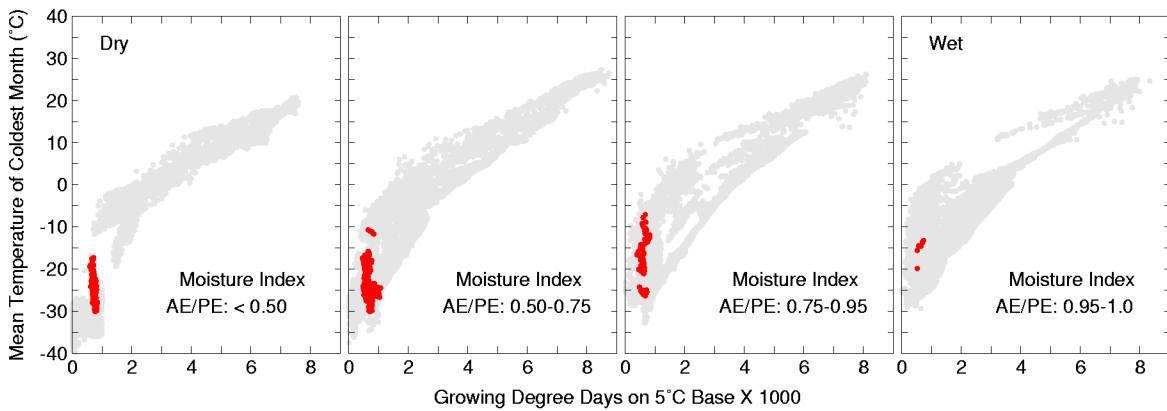 Mean Temperature of Coldest Month (°C)
40
30
20
10
0
-10
-20
-30
-40
Dry
Wet
Moisture Index
AE/PE: < 0.50
Moisture Index
AE/PE: 0.50-0.75
Moisture Index
AE/PE: 0.75-0.95
Moisture Index
AE/PE: 0.95-1.0
0 2 4 6 8
0 2 4 6 8
0 2 4 6 8
0 2 4 6 8
Growing Degree Days on 5°C Base X 1000